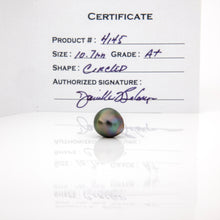 CERTIFICATE
PRODUCT #: 4145
SIZE: 10.7mm GRADE: A+
SHAPE: CIRCLED
AUTHORIZED SIGNATURE: